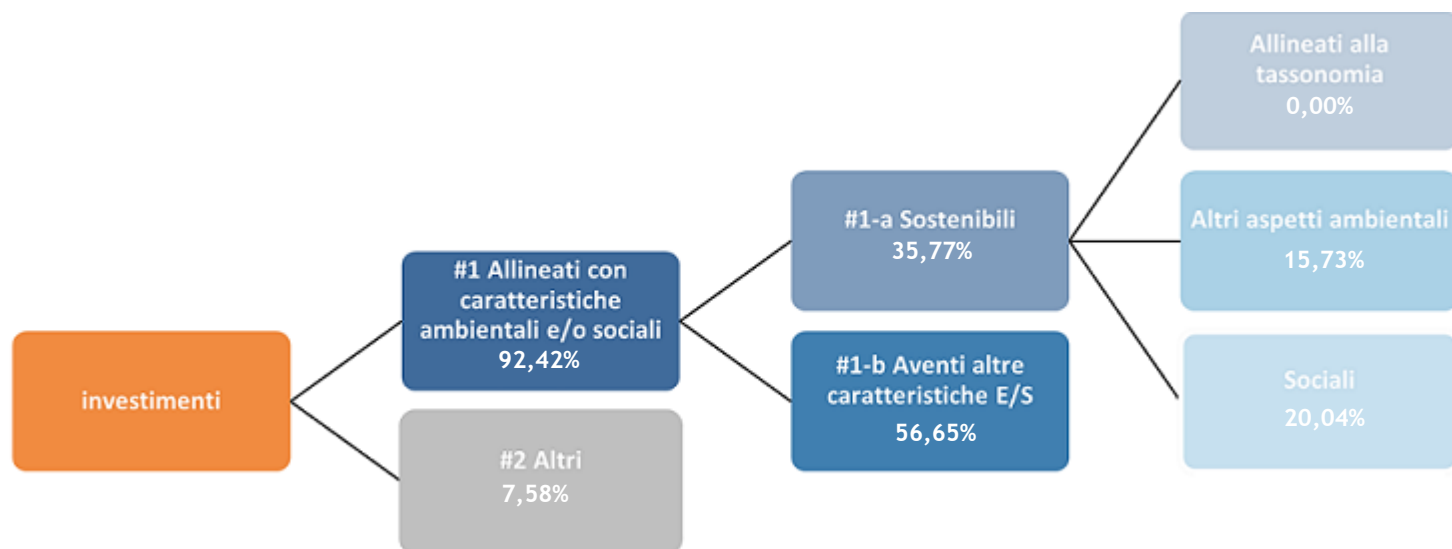 investimenti
#1 Allineati con
caratteristiche
ambientali e/o sociali
92,42%
#2 Altri
7,58%
#1-a Sostenibili
35,77%
#1-b Aventi altre
caratteristiche E/S
56,65%
Allineati alla
tassonomia
0,00%
Altri aspetti ambientali
15,73%
Sociali
20,04%